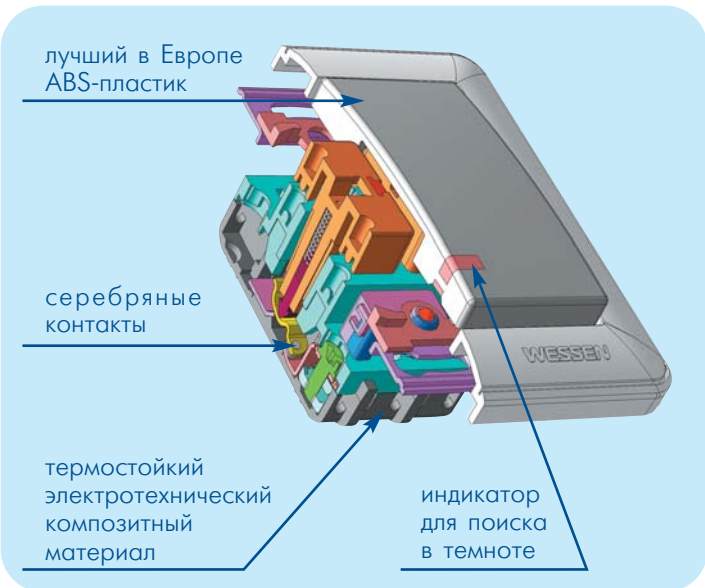 лучший в Европе
ABS-пластик
серебряные
контакты
WESSEN
термостойкий
электротехнический
композитный
материал
индикатор
для поиска
в темноте